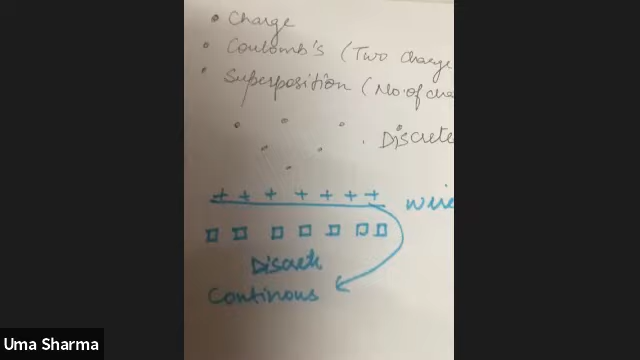 • Charge
• Coulomb's (Two Charge
• Superposition (No. of cha
Discrete
+ + + + + + +
wire
Discrete
Continous
Uma Sharma